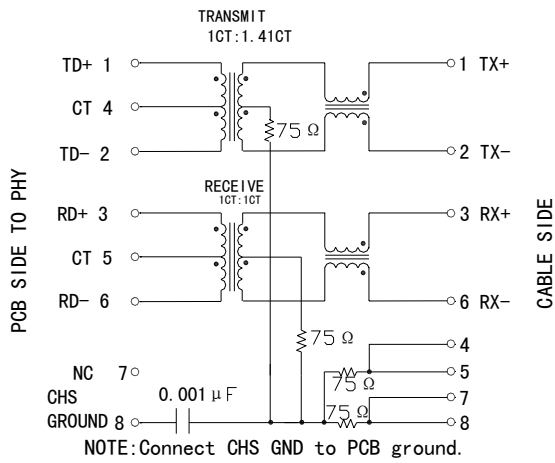 TRANSMIT
1CT:1.41CT
TD+ 1
1 TX+
CT 4
75 Ω
TD- 2
2 TX-
RECEIVE
1CT:1CT
RD+ 3
3 RX+
CT 5
RD- 6
6 RX-
PCB SIDE TO PHY
CABLE SIDE
75 Ω
4
NC 7
5
75 Ω
CHS
7
0.001 μF
75 Ω
GROUND 8
8
NOTE:Connect CHS GND to PCB ground.